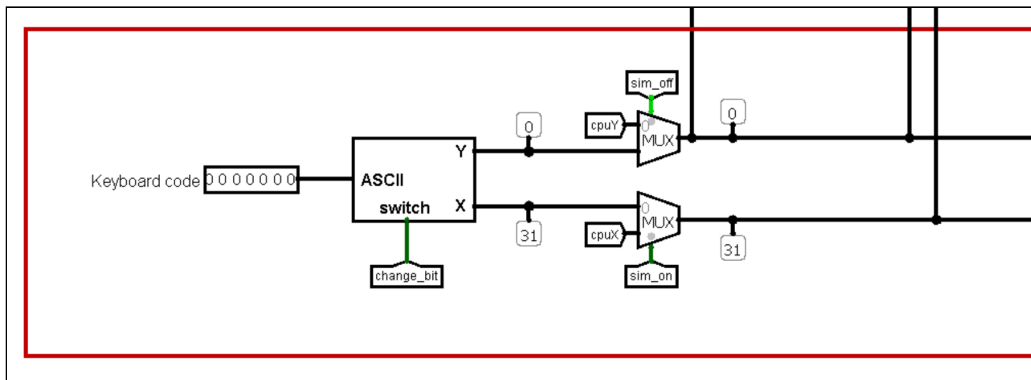 sim_off
cpuY
0
MUX
0
0
Y
Keyboard code 0 0 0 0 0 0 0
ASCII
switch
X
0
MUX
cpuX
31
31
change_bit
sim_on